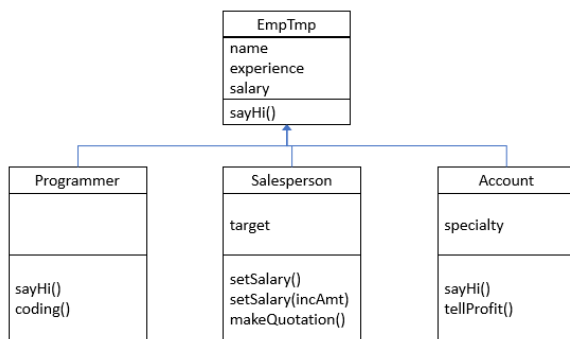 EmpTmp
name
experience
salary
sayHi()
Programmer
sayHi()
coding()
Salesperson
target
setSalary()
setSalary(incAmt)
makeQuotation()
Account
specialty
sayHi()
tellProfit()